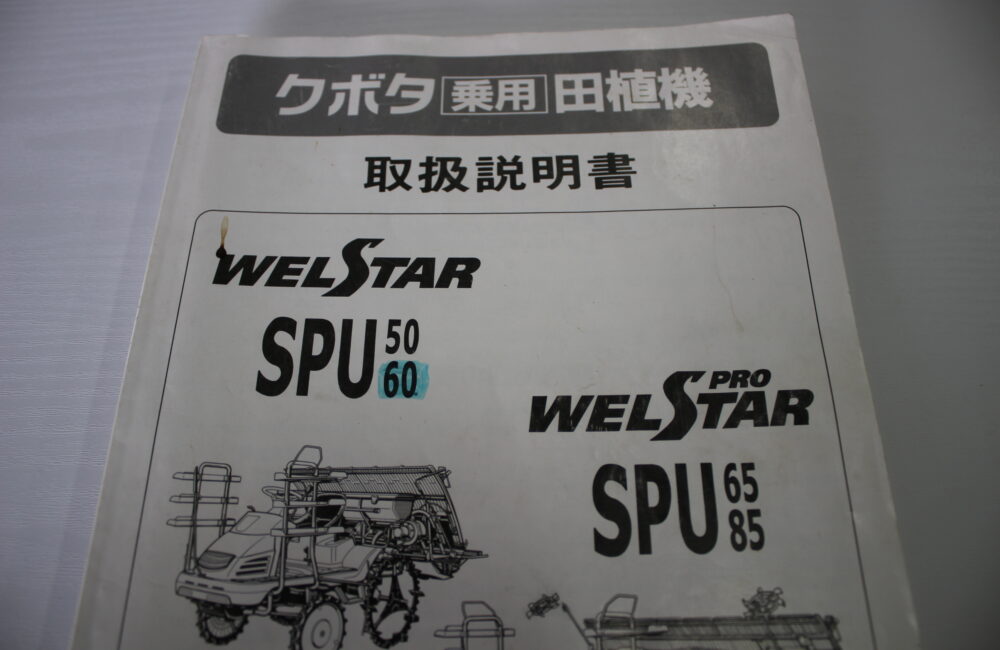 クボタ 乗用 田植機
取扱説明書
WELSTAR
SPU 50
60
PRO
WELSTAR
SPU 65
85